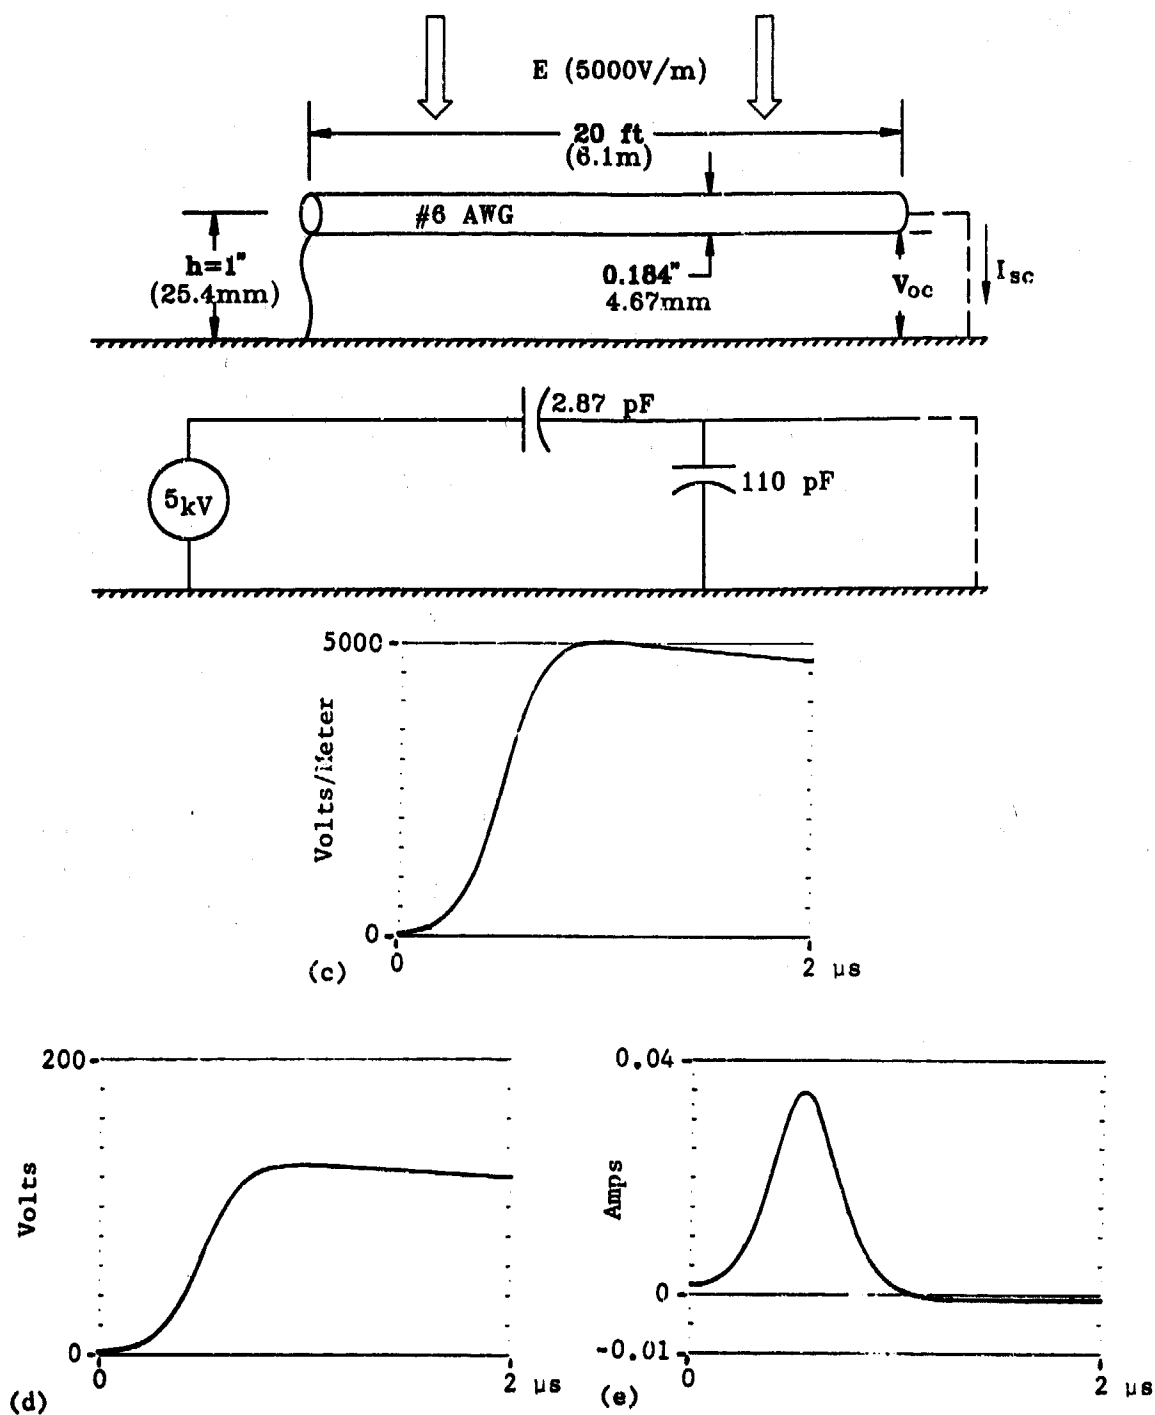 E (5000V/m)
20 ft
(6.1m)
#6 AWG
h=1"
(25.4mm)
0.184"
4.67mm
Voc
Isc
2.87 pF
5kV
110 pF
5000
Volts/Meter
0
0
2 μs
(c)
200
Volts
0
0
2 μs
(d)
0.04
Amps
0
-0.01
0
2 μs
(e)